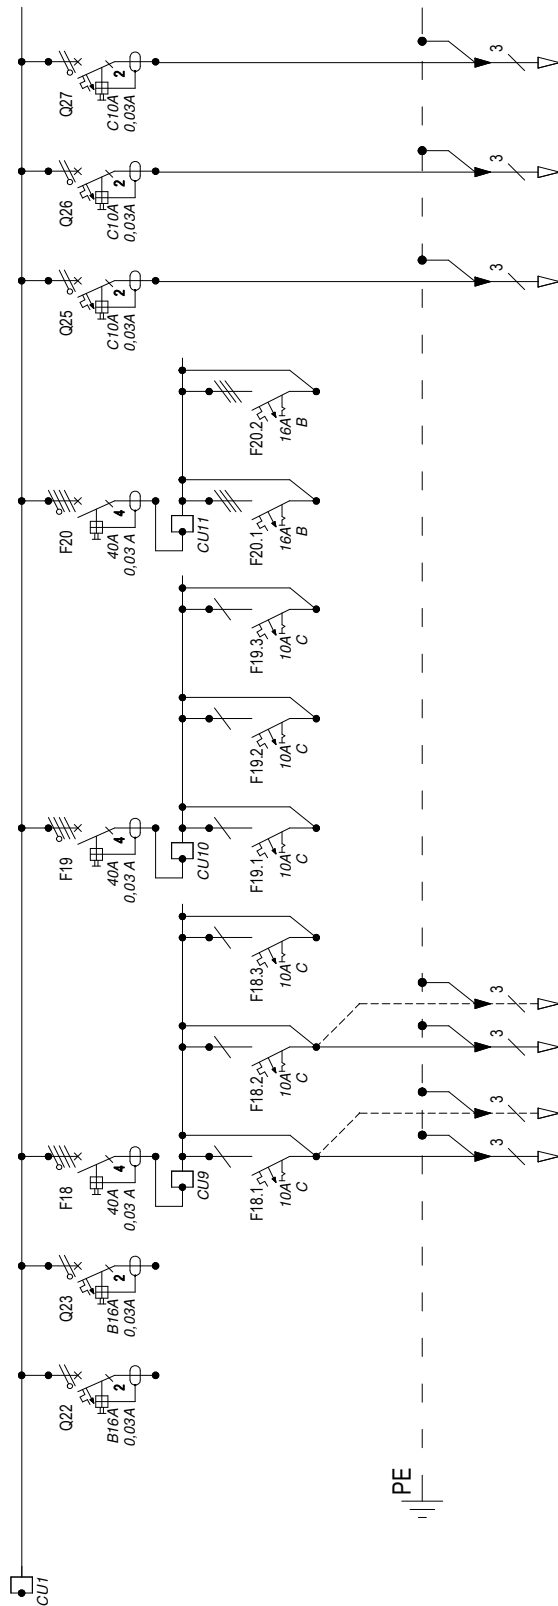 CU1
Q22
B16A
0,03A
2
Q23
B16A
0,03A
2
F18
40A
0,03 A
4
CU9
F18.1
10A
C
F18.2
10A
C
F18.3
10A
C
F19
40A
0,03 A
4
CU10
F19.1
10A
C
F19.2
10A
C
F19.3
10A
C
F20
40A
0,03 A
4
CU11
F20.1
16A
B
F20.2
16A
B
Q25
C10A
0,03A
2
Q26
C10A
0,03A
2
Q27
C10A
0,03A
2
PE
3
3
3
3
3
3
3